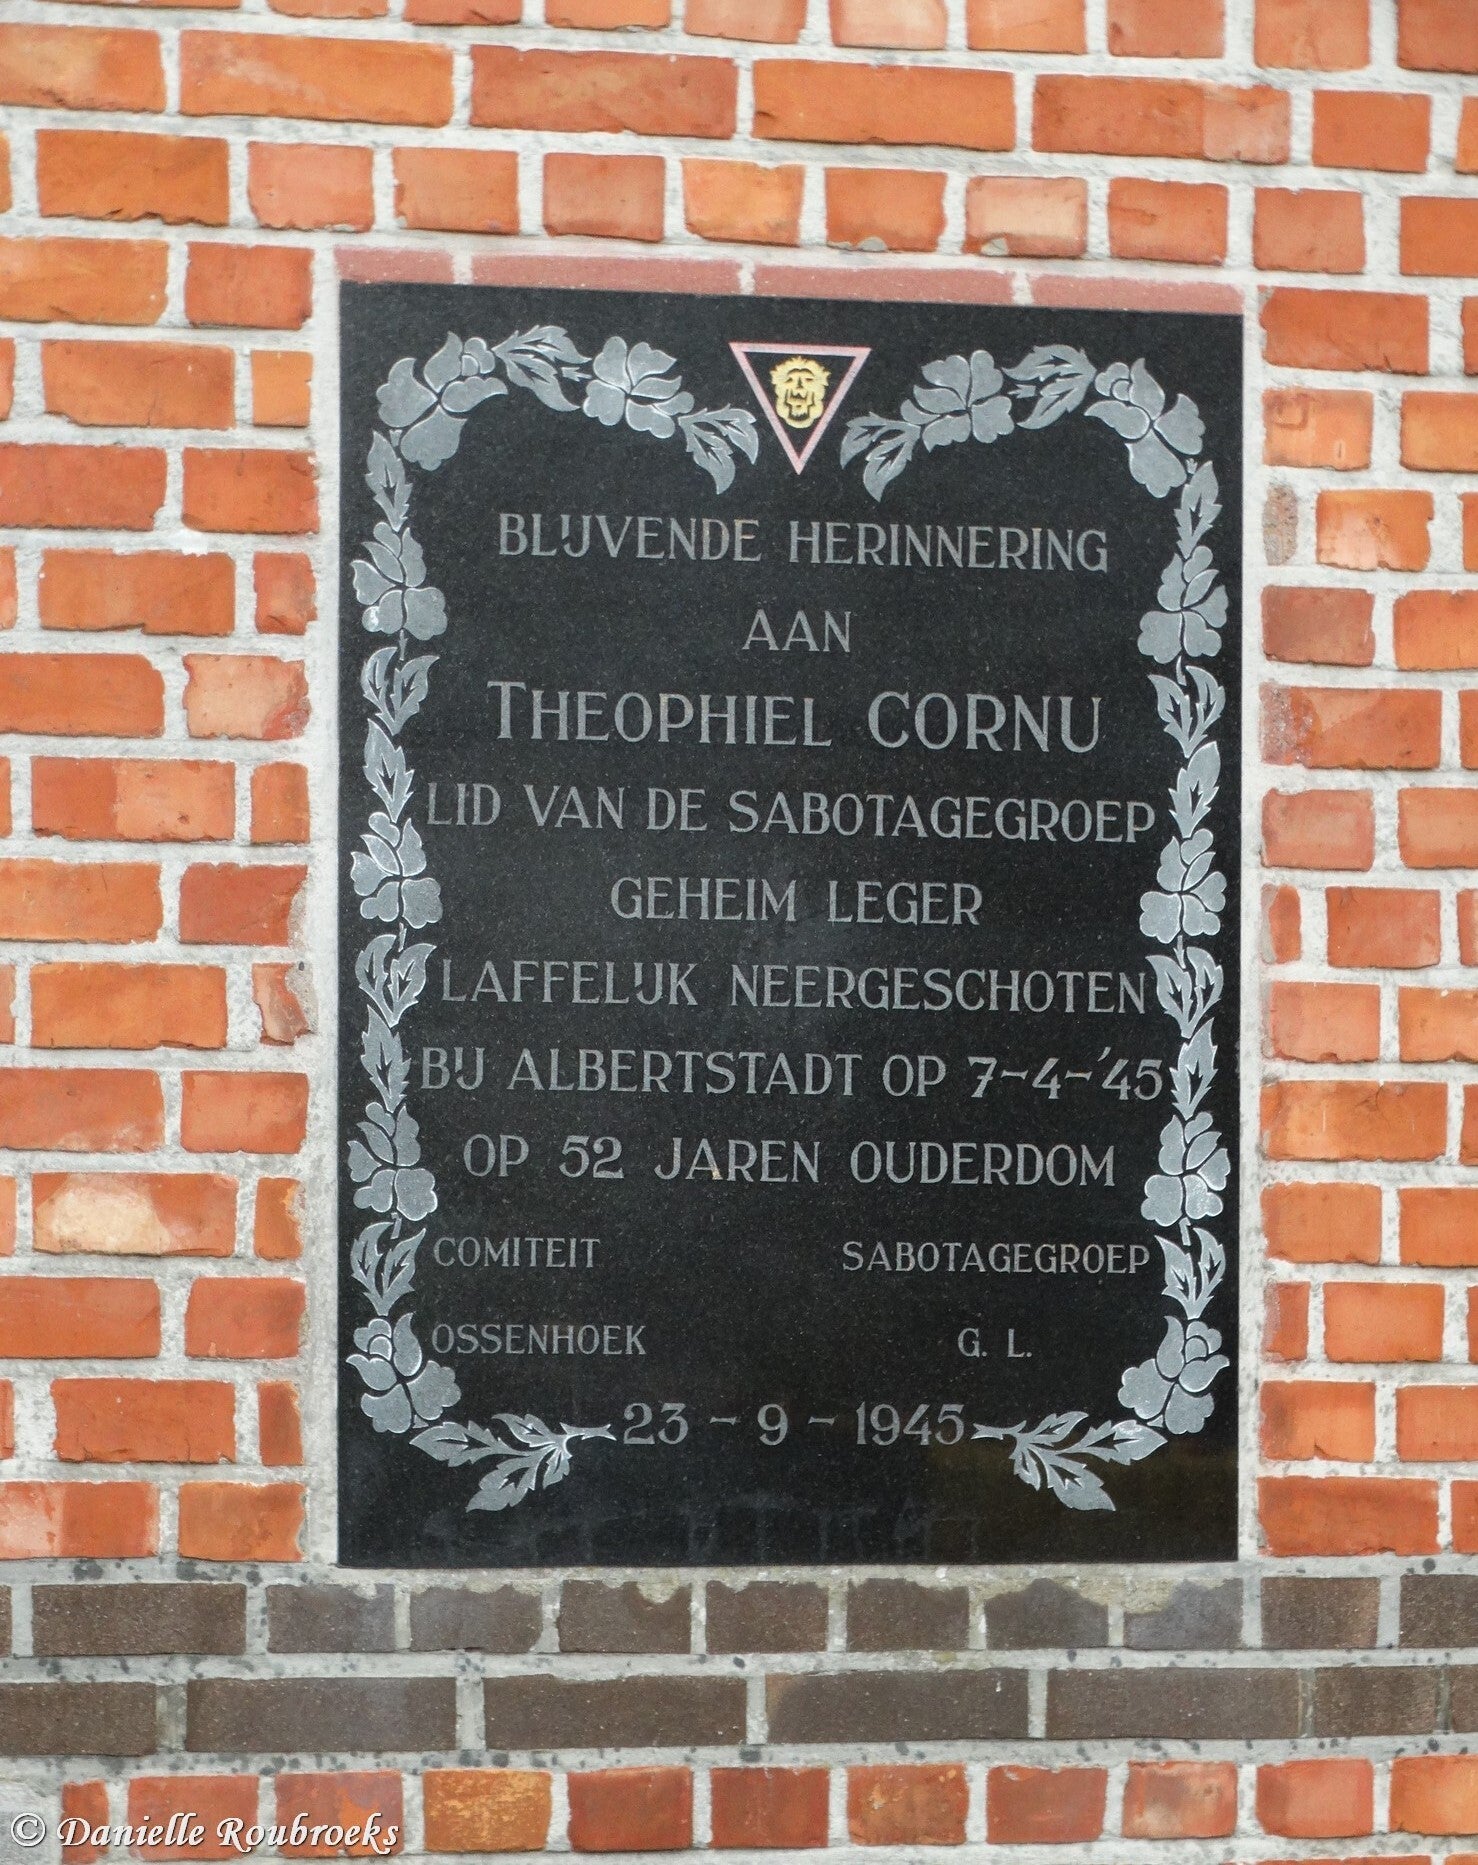 BLIJVENDE HERINNERING
AAN
THEOPHIEL CORNU
LID VAN DE SABOTAGEGROEP
GEHEIM LEGER
LAFFELIJK NEERGESCHOTEN
BIJ ALBERTSTADT OP 7-4-'45
OP 52 JAREN OUDERDOM
COMITEIT SABOTAGEGROEP
OSSENHOEK G. L.
23 - 9 - 1945
© Danielle Roubroeks